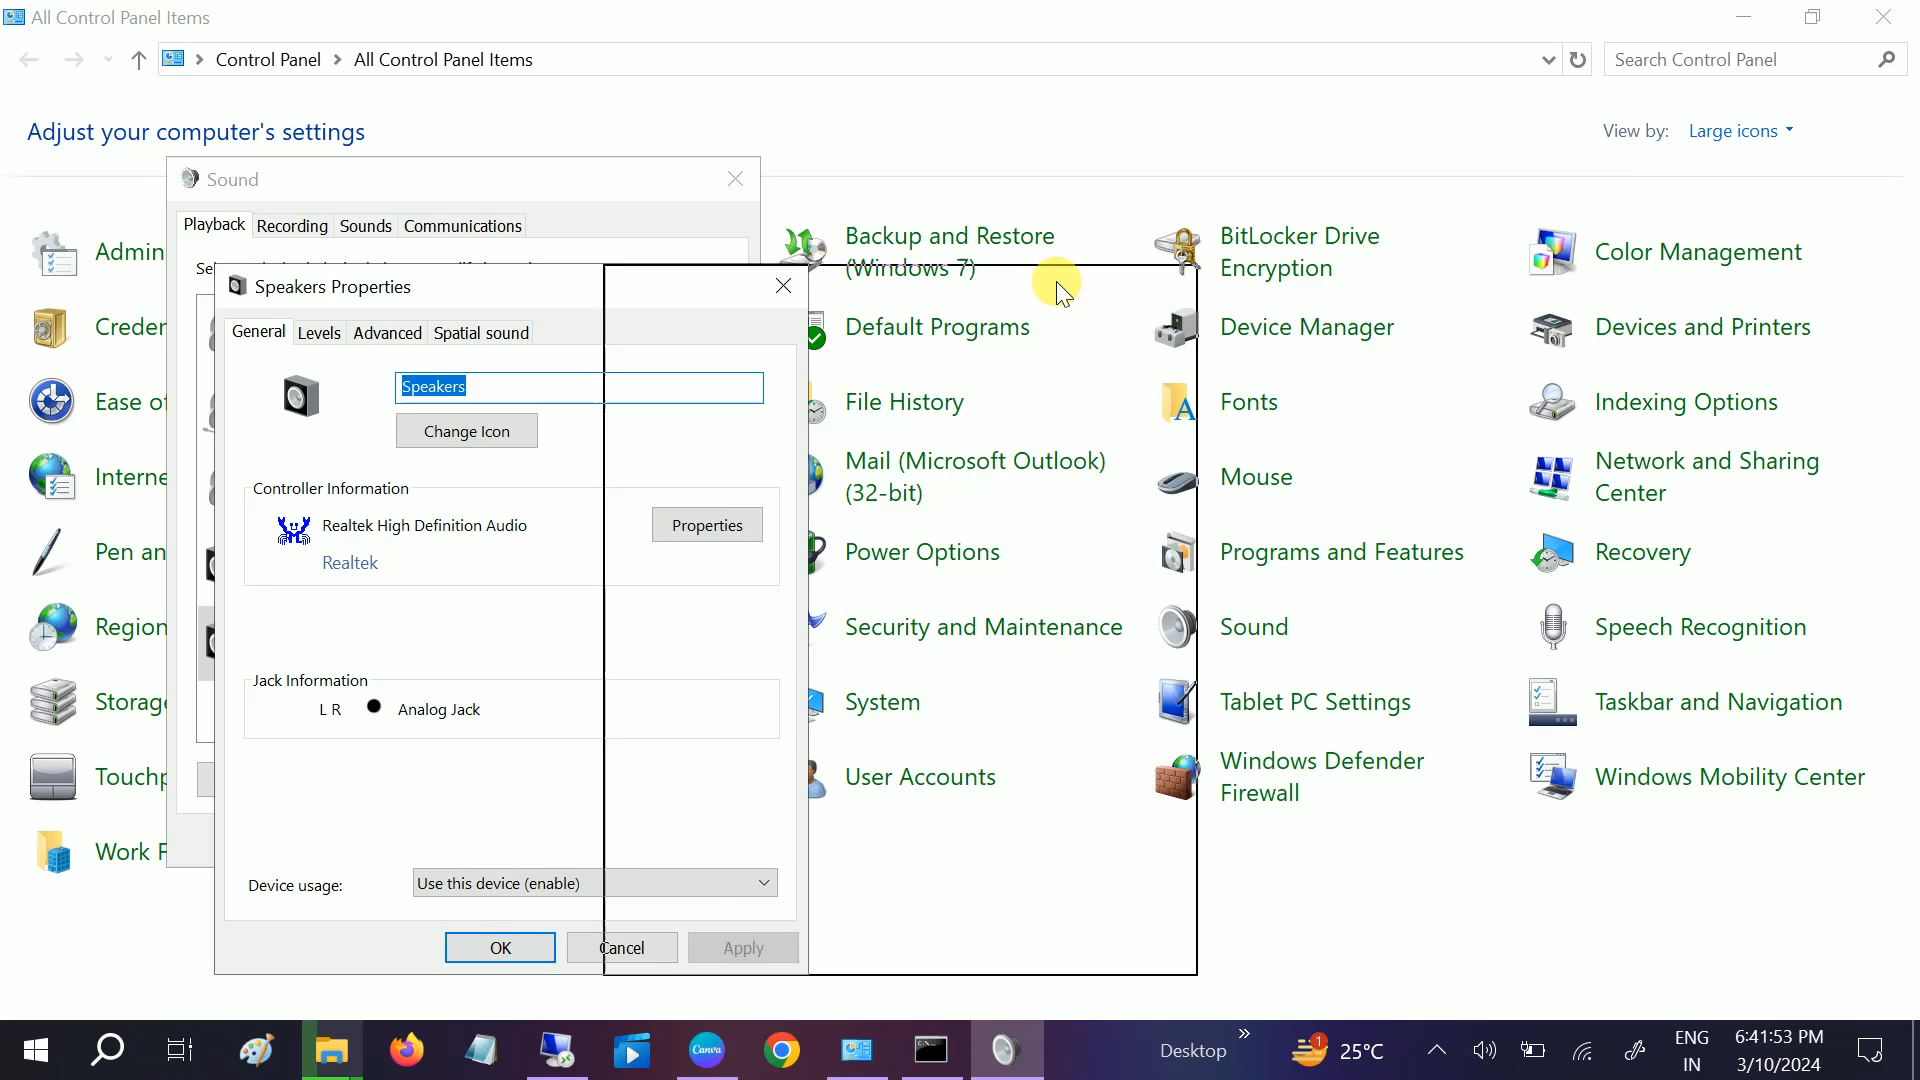 All Control Panel Items
Control Panel
All Control Panel Items
Search Control Panel
Adjust your computer's settings
View by:
Large icons
Sound
Playback
Recording
Sounds
Communications
Speakers Properties
General
Levels
Advanced
Spatial sound
Speakers
Change Icon
Controller Information
Realtek High Definition Audio
Properties
Realtek
Jack Information
L R
Analog Jack
Device usage:
Use this device (enable)
OK
Cancel
Apply
Admin
Backup and Restore
(Windows 7)
BitLocker Drive
Encryption
Color Management
Creder
Default Programs
Device Manager
Devices and Printers
Ease of
File History
Fonts
Indexing Options
Interne
Mail (Microsoft Outlook)
(32-bit)
Mouse
Network and Sharing
Center
Pen an
Power Options
Programs and Features
Recovery
Region
Security and Maintenance
Sound
Speech Recognition
Storage
System
Tablet PC Settings
Taskbar and Navigation
Touchp
User Accounts
Windows Defender
Firewall
Windows Mobility Center
Work F
Canva
Desktop
1
25°C
ENG
IN
6:41:53 PM
3/10/2024